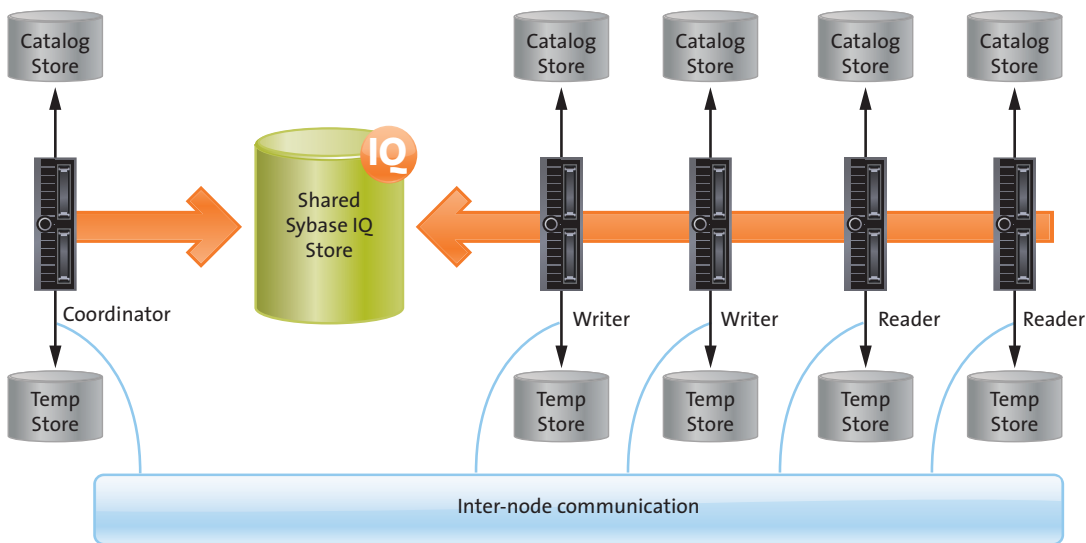 Catalog
Store
Catalog
Store
Catalog
Store
Catalog
Store
Catalog
Store
IQ
Shared
Sybase IQ
Store
Coordinator
Writer
Writer
Reader
Reader
Temp
Store
Temp
Store
Temp
Store
Temp
Store
Temp
Store
Inter-node communication